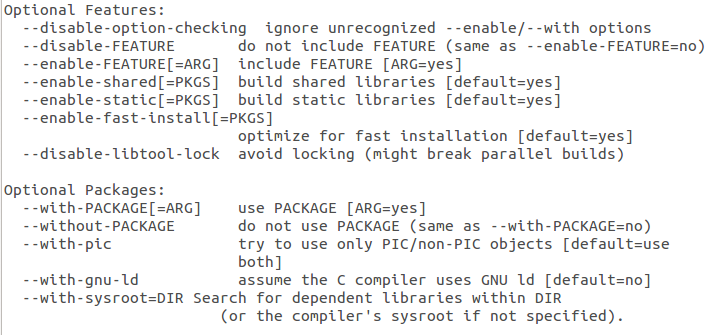 Optional Features:
  --disable-option-checking  ignore unrecognized --enable/--with options
  --disable-FEATURE       do not include FEATURE (same as --enable-FEATURE=no)
  --enable-FEATURE[=ARG]  include FEATURE [ARG=yes]
  --enable-shared[=PKGS]  build shared libraries [default=yes]
  --enable-static[=PKGS]  build static libraries [default=yes]
  --enable-fast-install[=PKGS]
                          optimize for fast installation [default=yes]
  --disable-libtool-lock  avoid locking (might break parallel builds)

Optional Packages:
  --with-PACKAGE[=ARG]    use PACKAGE [ARG=yes]
  --without-PACKAGE       do not use PACKAGE (same as --with-PACKAGE=no)
  --with-pic              try to use only PIC/non-PIC objects [default=use
                          both]
  --with-gnu-ld           assume the C compiler uses GNU ld [default=no]
  --with-sysroot=DIR Search for dependent libraries within DIR
                        (or the compiler's sysroot if not specified).